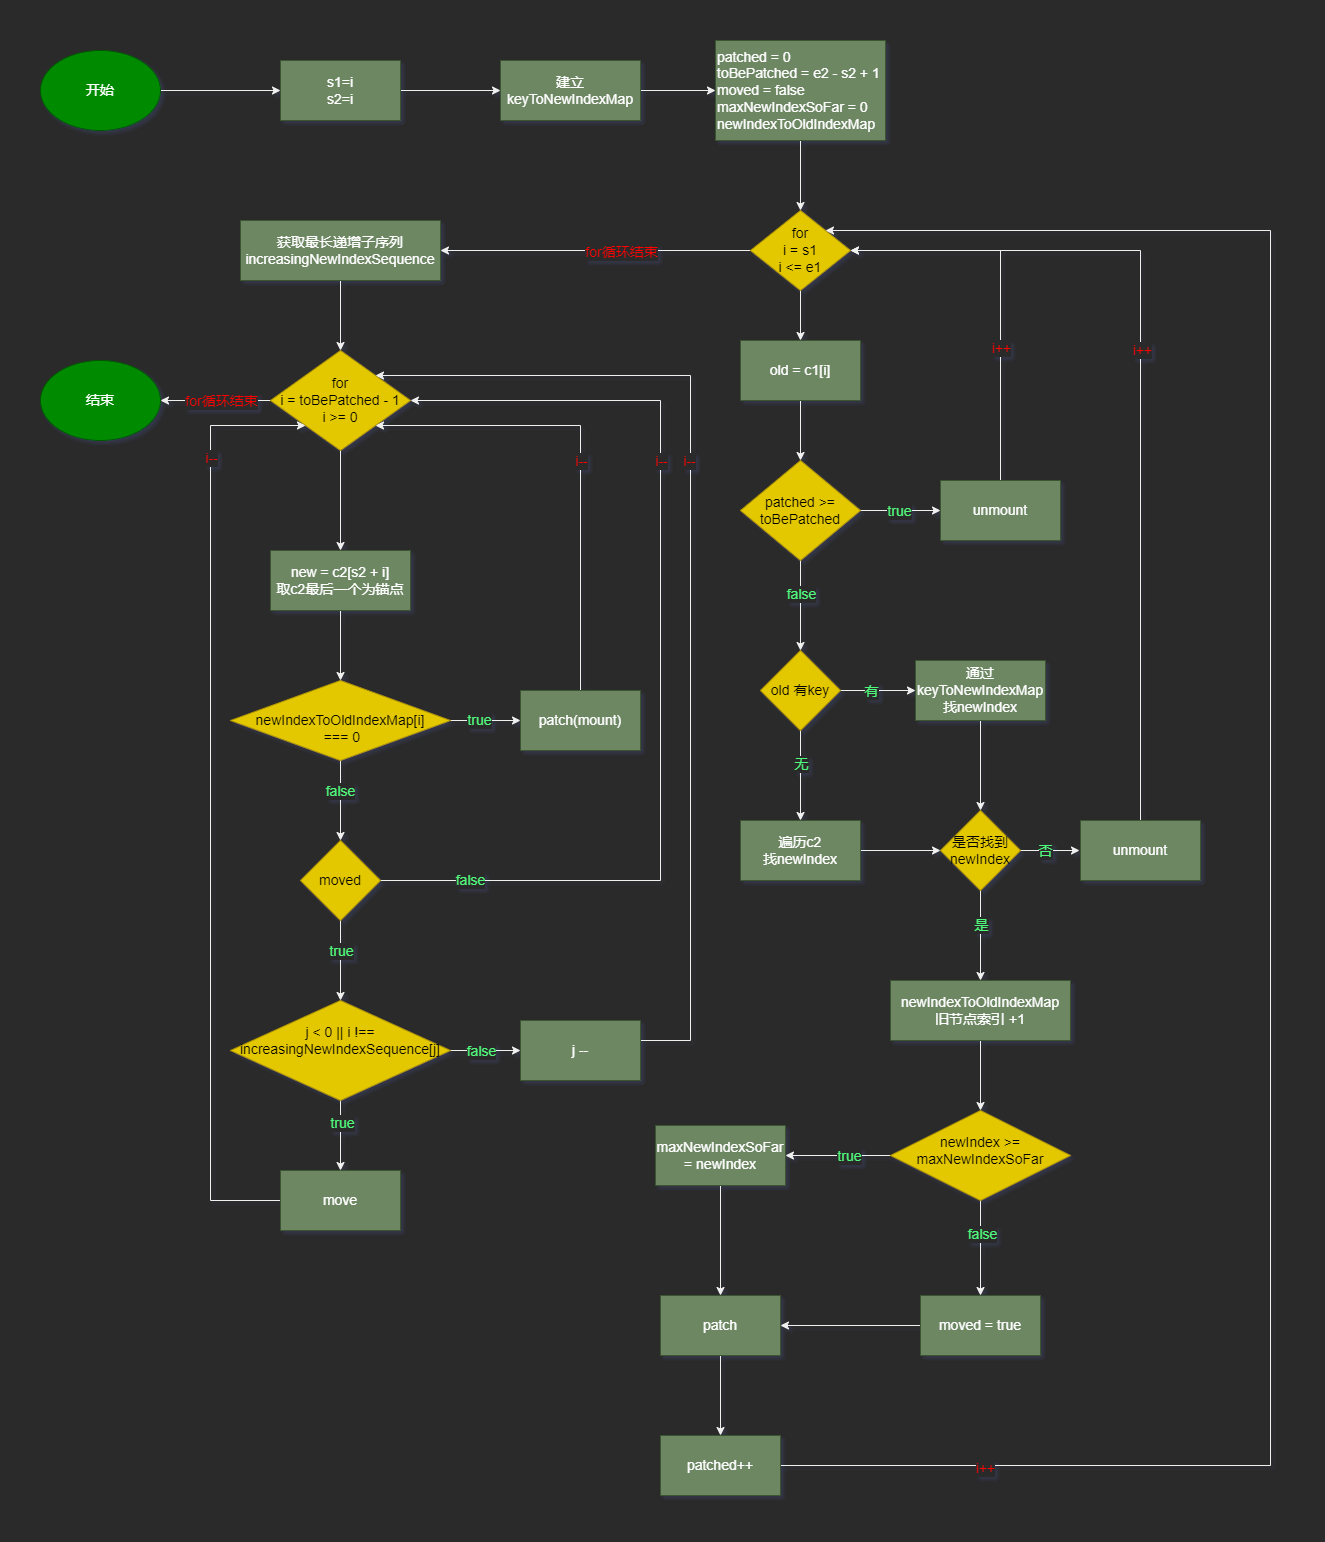 开始
s1=i
s2=i
建立
keyToNewIndexMap
patched = 0
toBePatched = e2 - s2 + 1
moved = false
maxNewIndexSoFar = 0
newIndexToOldIndexMap
for
i = s1
i <= e1
for循环结束
获取最长递增子序列
increasingNewIndexSequence
i++
i++
old = c1[i]
for
i = toBePatched - 1
i >= 0
for循环结束
结束
i--
i--
i--
i--
patched >=
toBePatched
true
unmount
false
new = c2[s2 + i]
取c2最后一个为锚点
old 有key
有
通过
keyToNewIndexMap
找newIndex
newIndexToOldIndexMap[i]
=== 0
true
patch(mount)
无
false
遍历c2
找newIndex
是否找到
newIndex
否
unmount
moved
false
是
true
newIndexToOldIndexMap
旧节点索引 +1
j < 0 || i !==
increasingNewIndexSequence[j]
false
j --
true
newIndex >=
maxNewIndexSoFar
true
maxNewIndexSoFar
= newIndex
move
false
patch
moved = true
patched++
i++